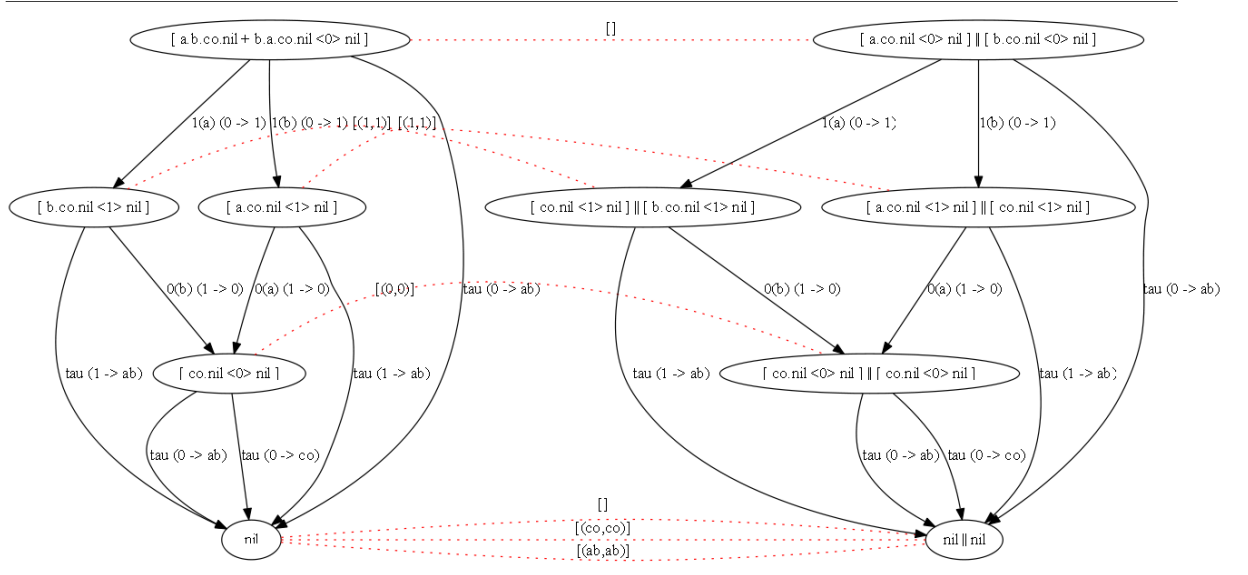 []
[ a.b.co.nil + b.a.co.nil <0> nil ]
[ a.co.nil <0> nil ] || [ b.co.nil <0> nil ]
1(a) (0 -> 1) 1(b) (0 -> 1) [(1,1)] [(1,1)] 1(a) (0 -> 1) 1(b) (0 -> 1)
[ b.co.nil <1> nil ] [ a.co.nil <1> nil ] [ co.nil <1> nil ] || [ b.co.nil <1> nil ] [ a.co.nil <1> nil ] || [ co.nil <1> nil ]
0(b) (1 -> 0) 0(a) (1 -> 0) [(0,0)] tau (0 -> ab) 0(b) (1 -> 0) 0(a) (1 -> 0) tau (0 -> ab)
tau (1 -> ab) [ co.nil <0> nil ] tau (1 -> ab) tau (1 -> ab) [ co.nil <0> nil ] || [ co.nil <0> nil ] tau (1 -> ab)
tau (0 -> ab) tau (0 -> co) tau (0 -> ab) tau (0 -> co)
[]
[(co,co)]
nil nil || nil
[(ab,ab)]